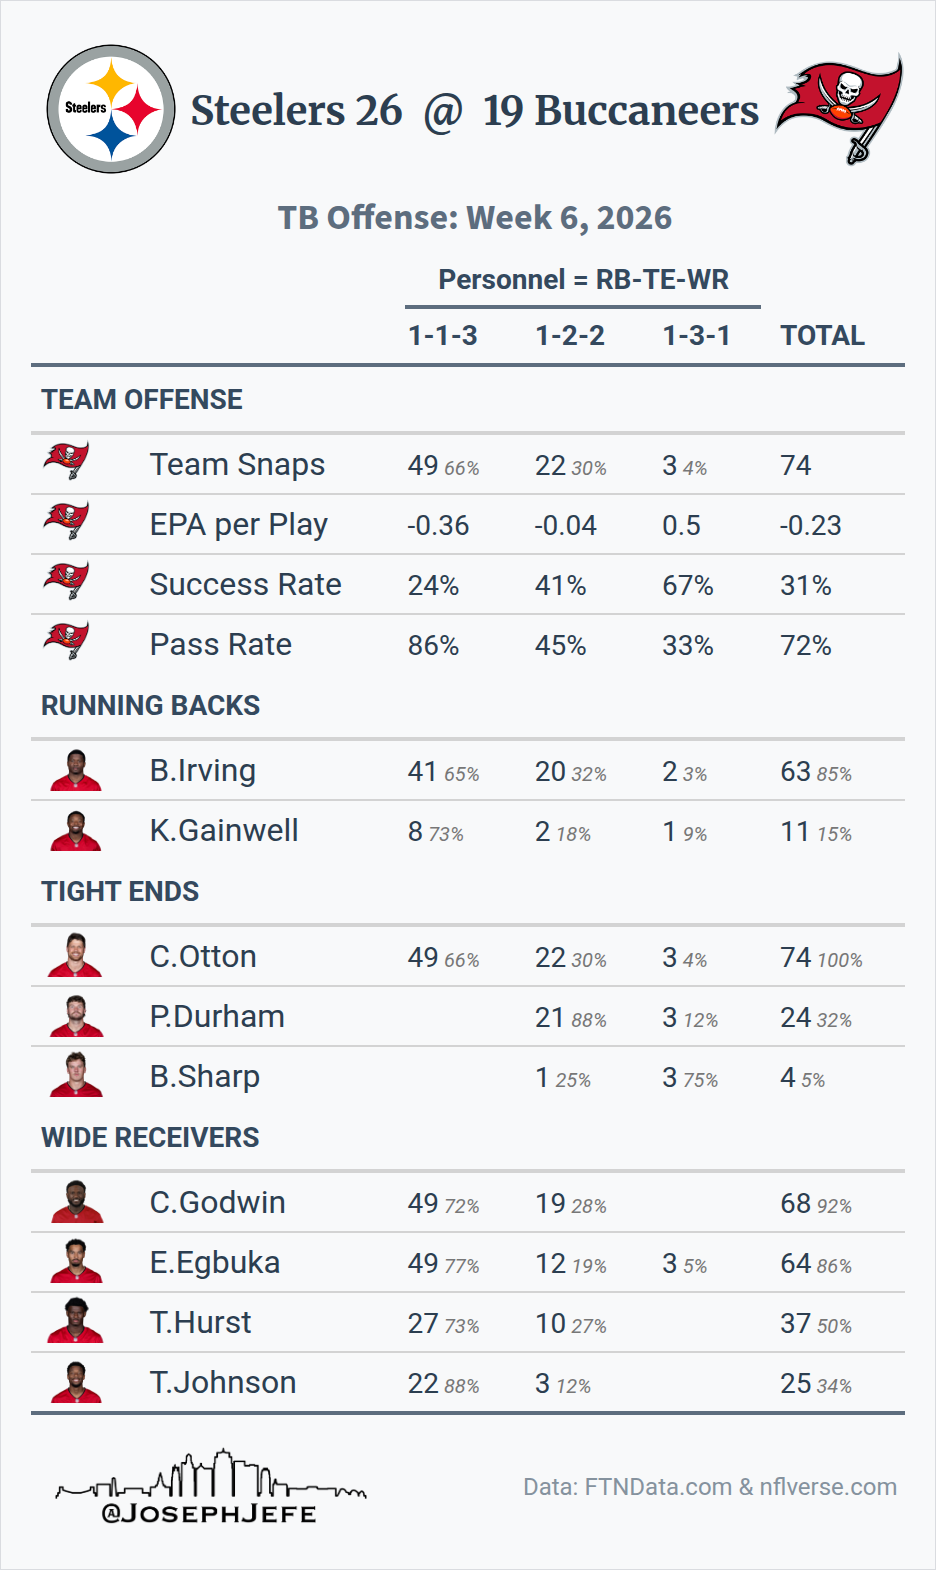 Steelers
Steelers 26 @ 19 Buccaneers
TB Offense: Week 6, 2026
Personnel = RB-TE-WR
1-1-3 1-2-2 1-3-1 TOTAL
TEAM OFFENSE
Team Snaps 49 66% 22 30% 3 4% 74
EPA per Play -0.36 -0.04 0.5 -0.23
Success Rate 24% 41% 67% 31%
Pass Rate 86% 45% 33% 72%
RUNNING BACKS
B.Irving 41 65% 20 32% 2 3% 63 85%
K.Gainwell 8 73% 2 18% 1 9% 11 15%
TIGHT ENDS
C.Otton 49 66% 22 30% 3 4% 74 100%
P.Durham 21 88% 3 12% 24 32%
B.Sharp 1 25% 3 75% 4 5%
WIDE RECEIVERS
C.Godwin 49 72% 19 28% 68 92%
E.Egbuka 49 77% 12 19% 3 5% 64 86%
T.Hurst 27 73% 10 27% 37 50%
T.Johnson 22 88% 3 12% 25 34%
@JOSEPHJEFE
Data: FTNData.com & nflverse.com